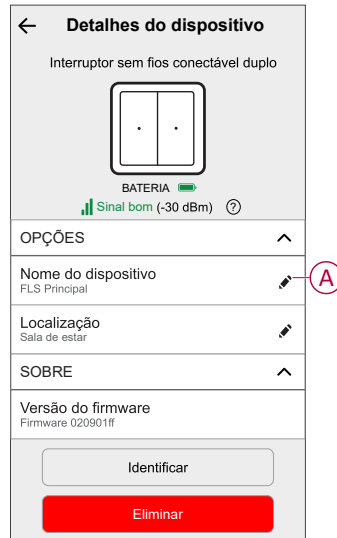 Detalhes do dispositivo
Interruptor sem fios conectável duplo
BATERIA
Sinal bom (-30 dBm) ?
OPÇÕES
Nome do dispositivo
FLS Principal
A
Localização
Sala de estar
SOBRE
Versão do firmware
Firmware 020901ff
Identificar
Eliminar